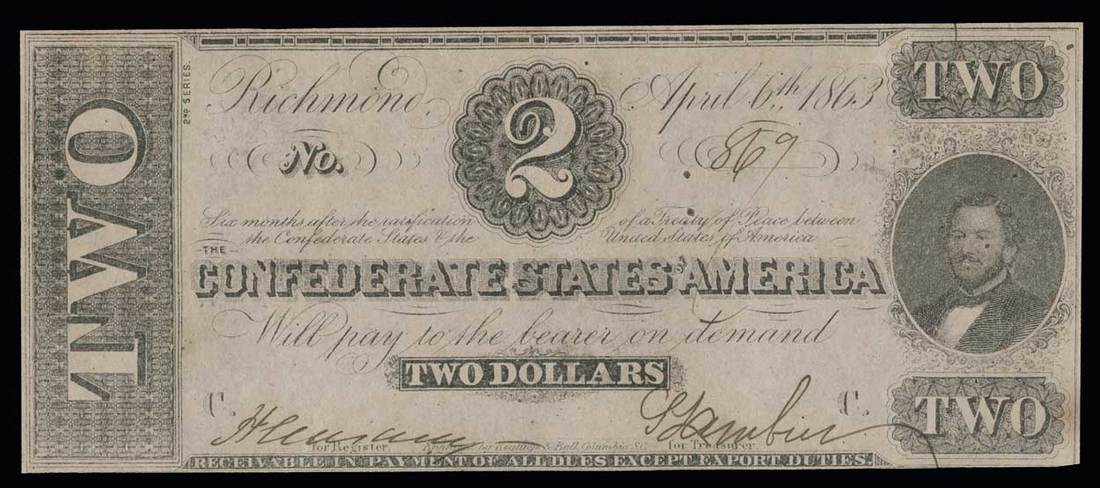 TWO
2ND SERIES.
Richmond, April 6th 1863
2
No. 869
Six months after the ratification of a Treaty of Peace between
the Confederate States & the United States of America
THE
CONFEDERATE STATES AMERICA
Will pay to the bearer on demand
TWO DOLLARS
C. C.
for Register. & Ball, Columbia, S.C. for Treasurer
RECEIVABLE IN PAYMENT OF ALL DUES EXCEPT EXPORT DUTIES.
TWO
TWO